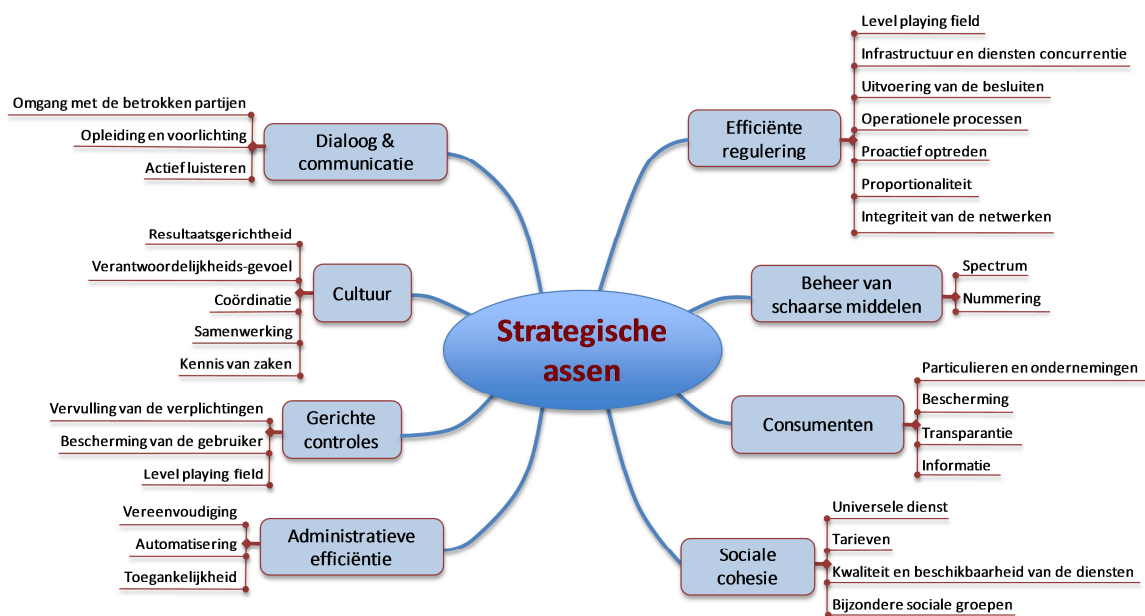 Strategische
assen
Dialoog &
communicatie
Omgang met de betrokken partijen
Opleiding en voorlichting
Actief luisteren
Cultuur
Resultaatsgerichtheid
Verantwoordelijkheids-gevoel
Coördinatie
Samenwerking
Kennis van zaken
Gerichte
controles
Vervulling van de verplichtingen
Bescherming van de gebruiker
Level playing field
Administratieve
efficiëntie
Vereenvoudiging
Automatisering
Toegankelijkheid
Efficiënte
regulering
Level playing field
Infrastructuur en diensten concurrentie
Uitvoering van de besluiten
Operationele processen
Proactief optreden
Proportionaliteit
Integriteit van de netwerken
Beheer van
schaarse middelen
Spectrum
Nummering
Consumenten
Particulieren en ondernemingen
Bescherming
Transparantie
Informatie
Sociale
cohesie
Universele dienst
Tarieven
Kwaliteit en beschikbaarheid van de diensten
Bijzondere sociale groepen